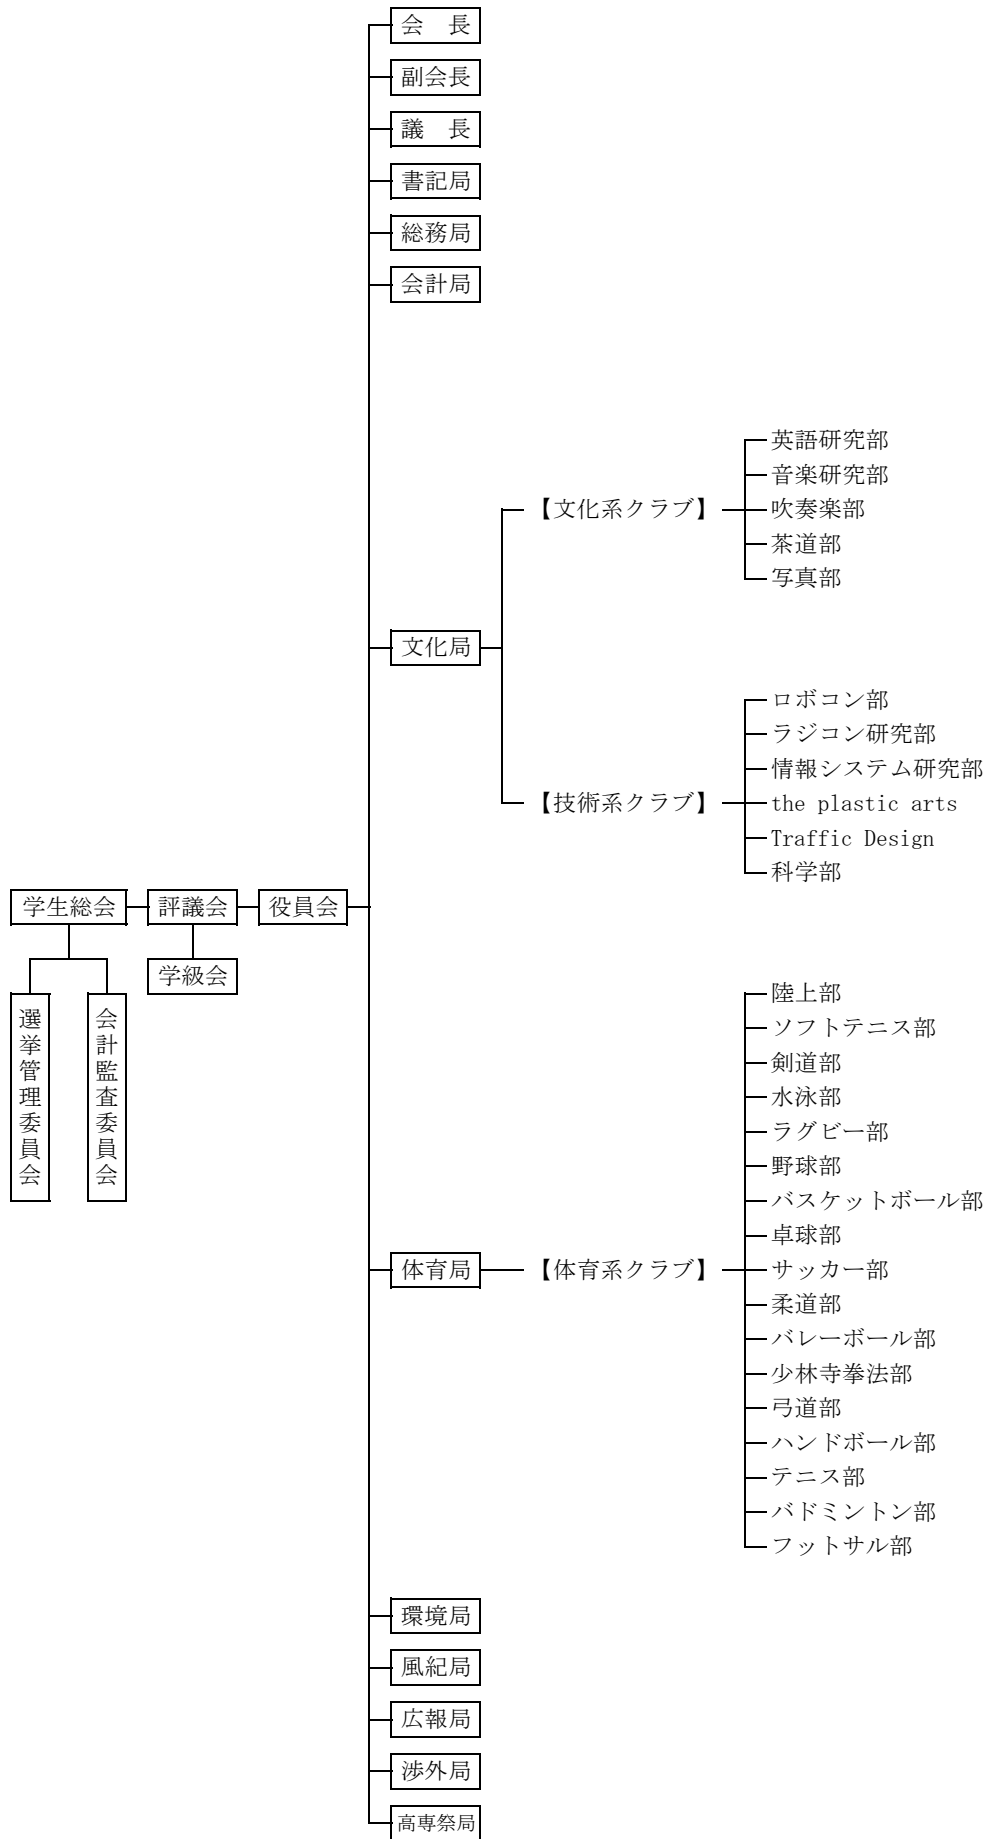 会　長
副会長
議　長
書記局
総務局
会計局
英語研究部
音楽研究部
【文化系クラブ】
吹奏楽部
茶道部
写真部
文化局
ロボコン部
ラジコン研究部
情報システム研究部
【技術系クラブ】
the plastic arts
Traffic Design
科学部
学生総会
評議会
役員会
学級会
選挙管理委員会
会計監査委員会
陸上部
ソフトテニス部
剣道部
水泳部
ラグビー部
野球部
バスケットボール部
卓球部
体育局
【体育系クラブ】
サッカー部
柔道部
バレーボール部
少林寺拳法部
弓道部
ハンドボール部
テニス部
バドミントン部
フットサル部
環境局
風紀局
広報局
渉外局
高専祭局